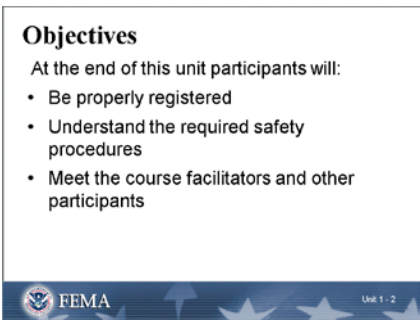 Objectives
At the end of this unit participants will:
• Be properly registered
• Understand the required safety
procedures
• Meet the course facilitators and other
participants
FEMA
Unit 1 - 2